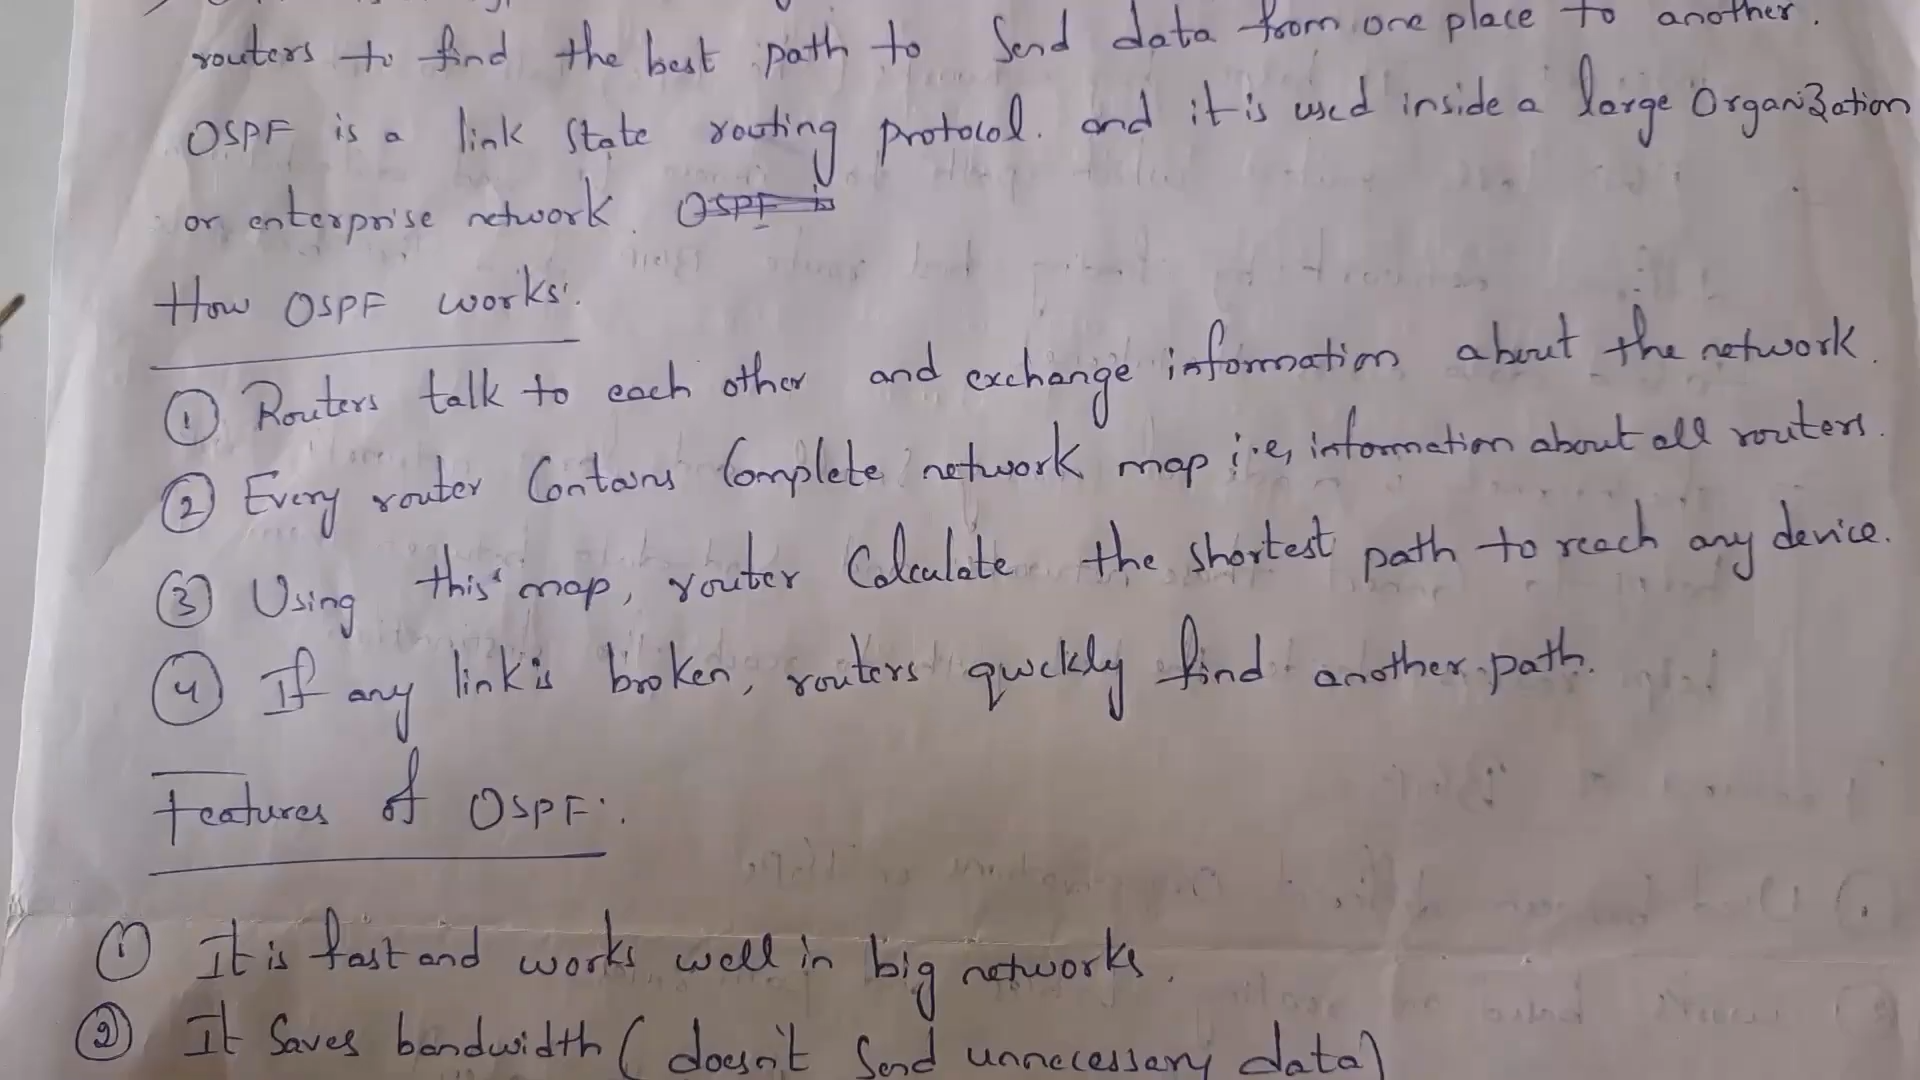 routers to find the best path to Send data from one place to another.
OSPF is a link State routing protocol. and it is used inside a large Organization
or enterprise network. OSPF is
How OSPF works:
① Routers talk to each other and exchange information about the network.
② Every router Contains Complete network map i.e, information about all routers.
③ Using this map, router Calculate the shortest path to reach any device.
④ If any link is broken, routers quickly find another path.
Features of OSPF:
① It is fast and works well in big networks.
② It Saves bandwidth (doesn't Send unnecessary data)